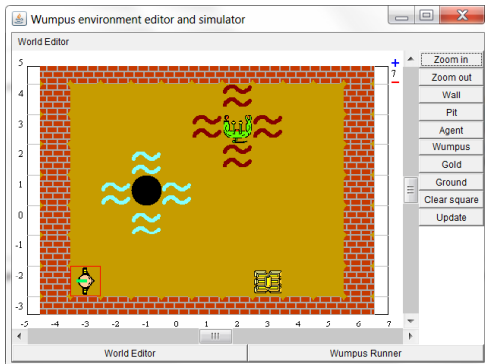 Wumpus environment editor and simulator
World Editor
5
4
3
2
1
0
-1
-2
-3
-5 -4 -3 -2 -1 0 1 2 3 4 5 6 7
+
7
−
Zoom in
Zoom out
Wall
Pit
Agent
Wumpus
Gold
Ground
Clear square
Update
World Editor Wumpus Runner